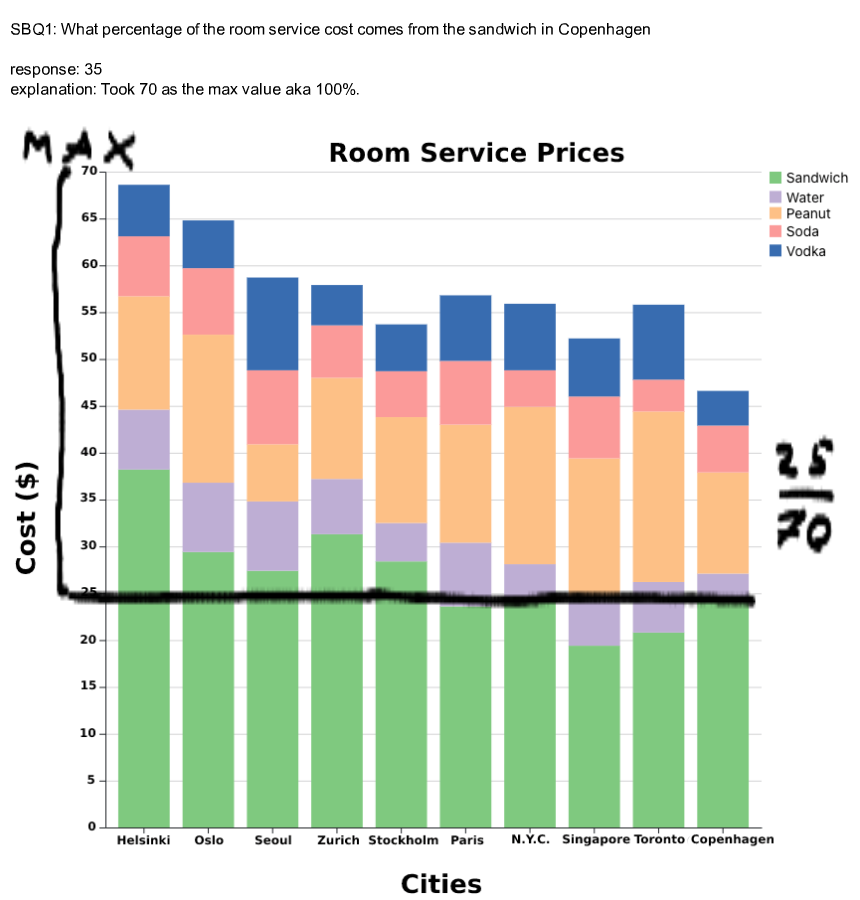 SBQ1: What percentage of the room service cost comes from the sandwich in Copenhagen
response: 35
explanation: Took 70 as the max value aka 100%.
MAX
Room Service Prices
70
65
60
55
50
45
40
35
30
25
20
15
10
5
0
Cost ($)
Sandwich
Water
Peanut
Soda
Vodka
25
70
Helsinki Oslo Seoul Zurich Stockholm Paris N.Y.C. Singapore Toronto Copenhagen
Cities